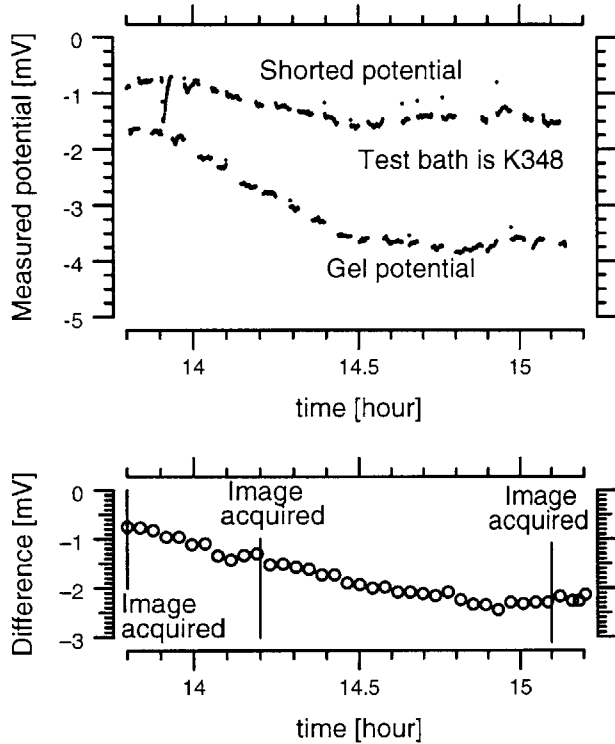 Measured potential [mV]
0
-1
-2
-3
-4
-5
Shorted potential
Test bath is K348
Gel potential
14
14.5
15
time [hour]
Difference [mV]
0
-1
-2
-3
Image
acquired
Image
acquired
Image
acquired
14
14.5
15
time [hour]